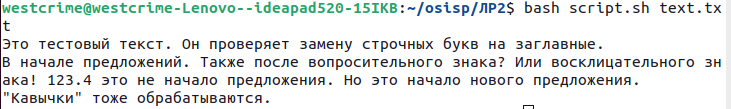 westcrime@westcrime-Lenovo--ideapad520-15IKB:~/osisp/ЛР2$ bash script.sh text.tx
t
Это тестовый текст. Он проверяет замену строчных букв на заглавные.
В начале предложений. Также после вопросительного знака? Или восклицательного зн
ака! 123.4 это не начало предложения. Но это начало нового предложения.
"Кавычки" тоже обрабатываются.